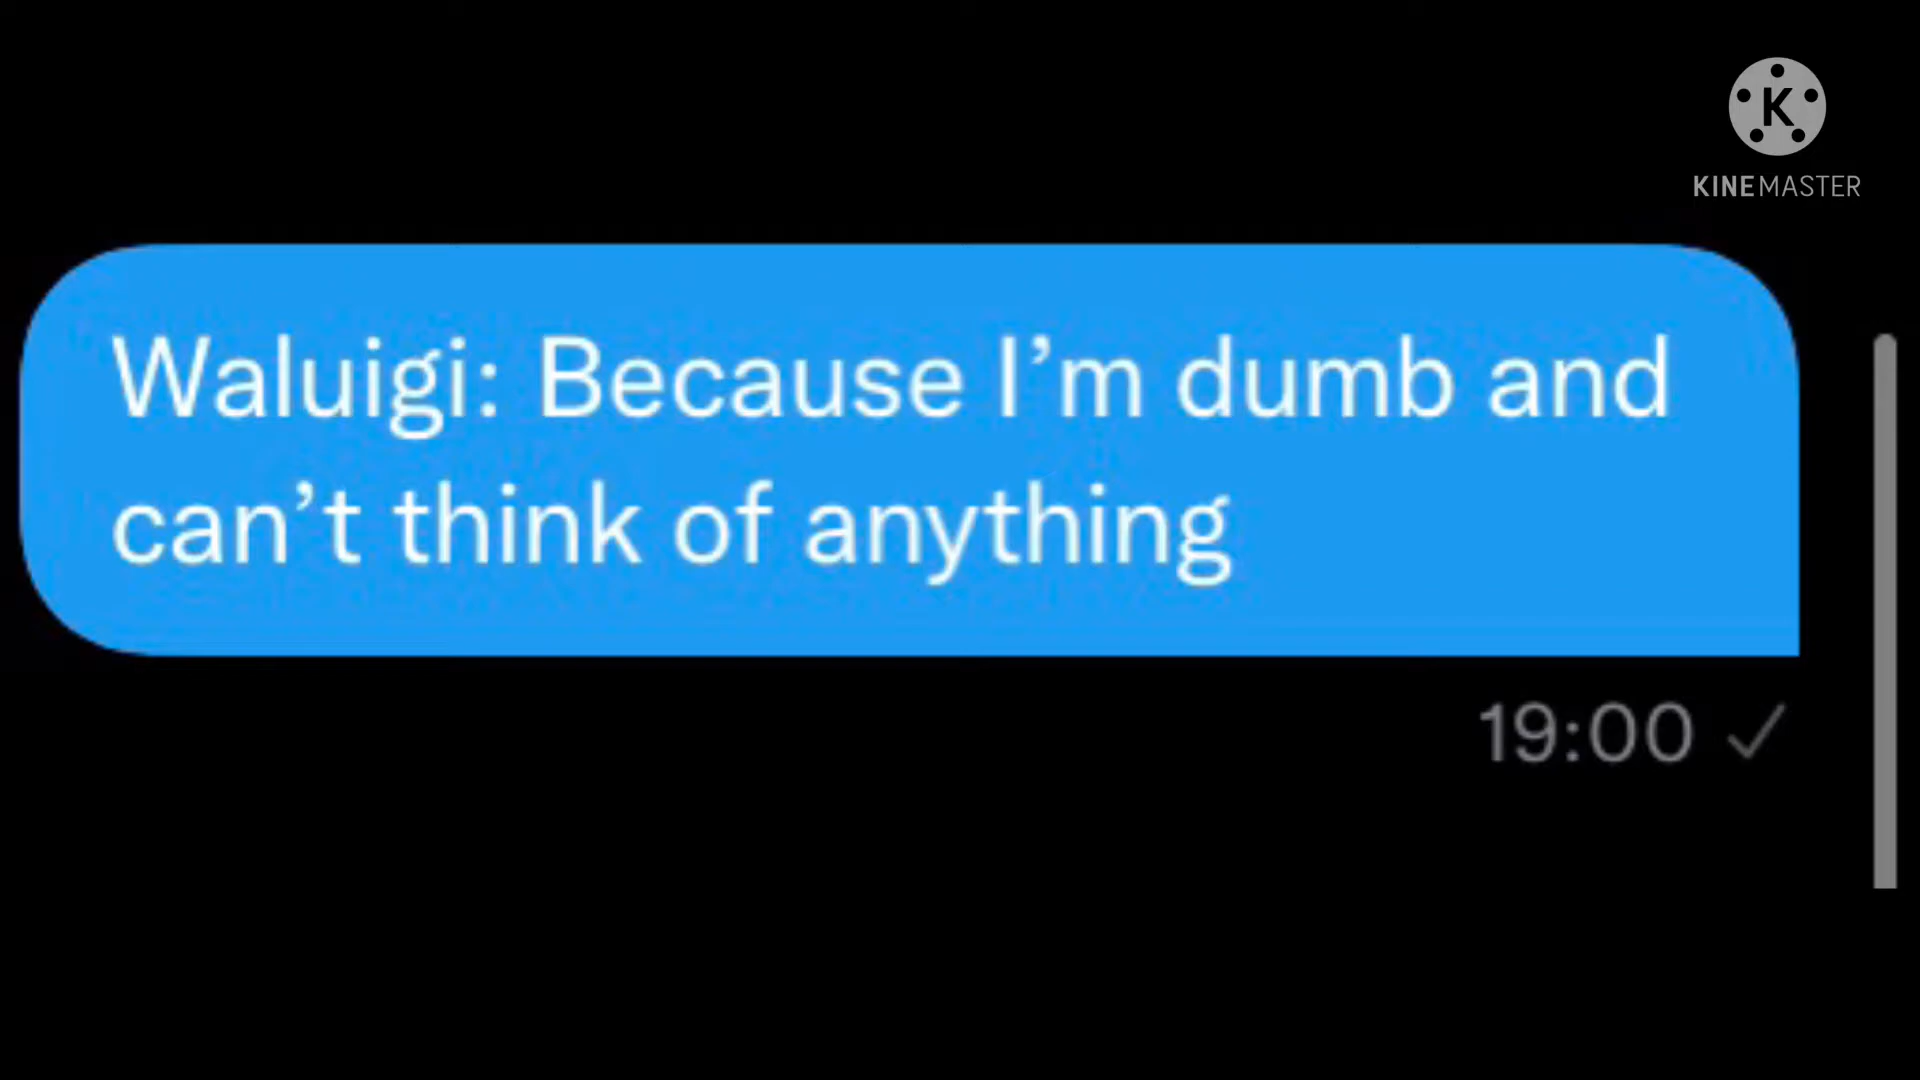 K
KINEMASTER
Waluigi: Because I’m dumb and
can’t think of anything
19:00